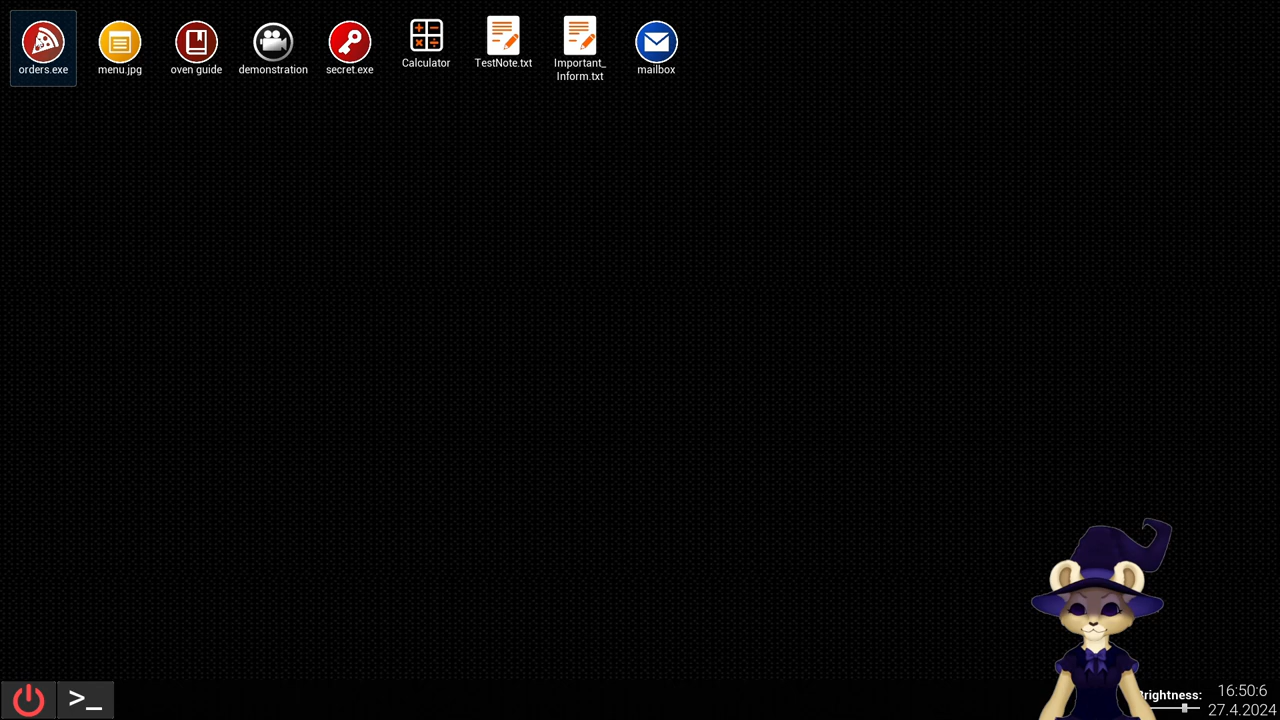 orders.exe
menu.jpg
oven guide
demonstration
secret.exe
Calculator
TestNote.txt
Important_
Inform.txt
mailbox
>_
Brightness:
16:50:6
27.4.2024